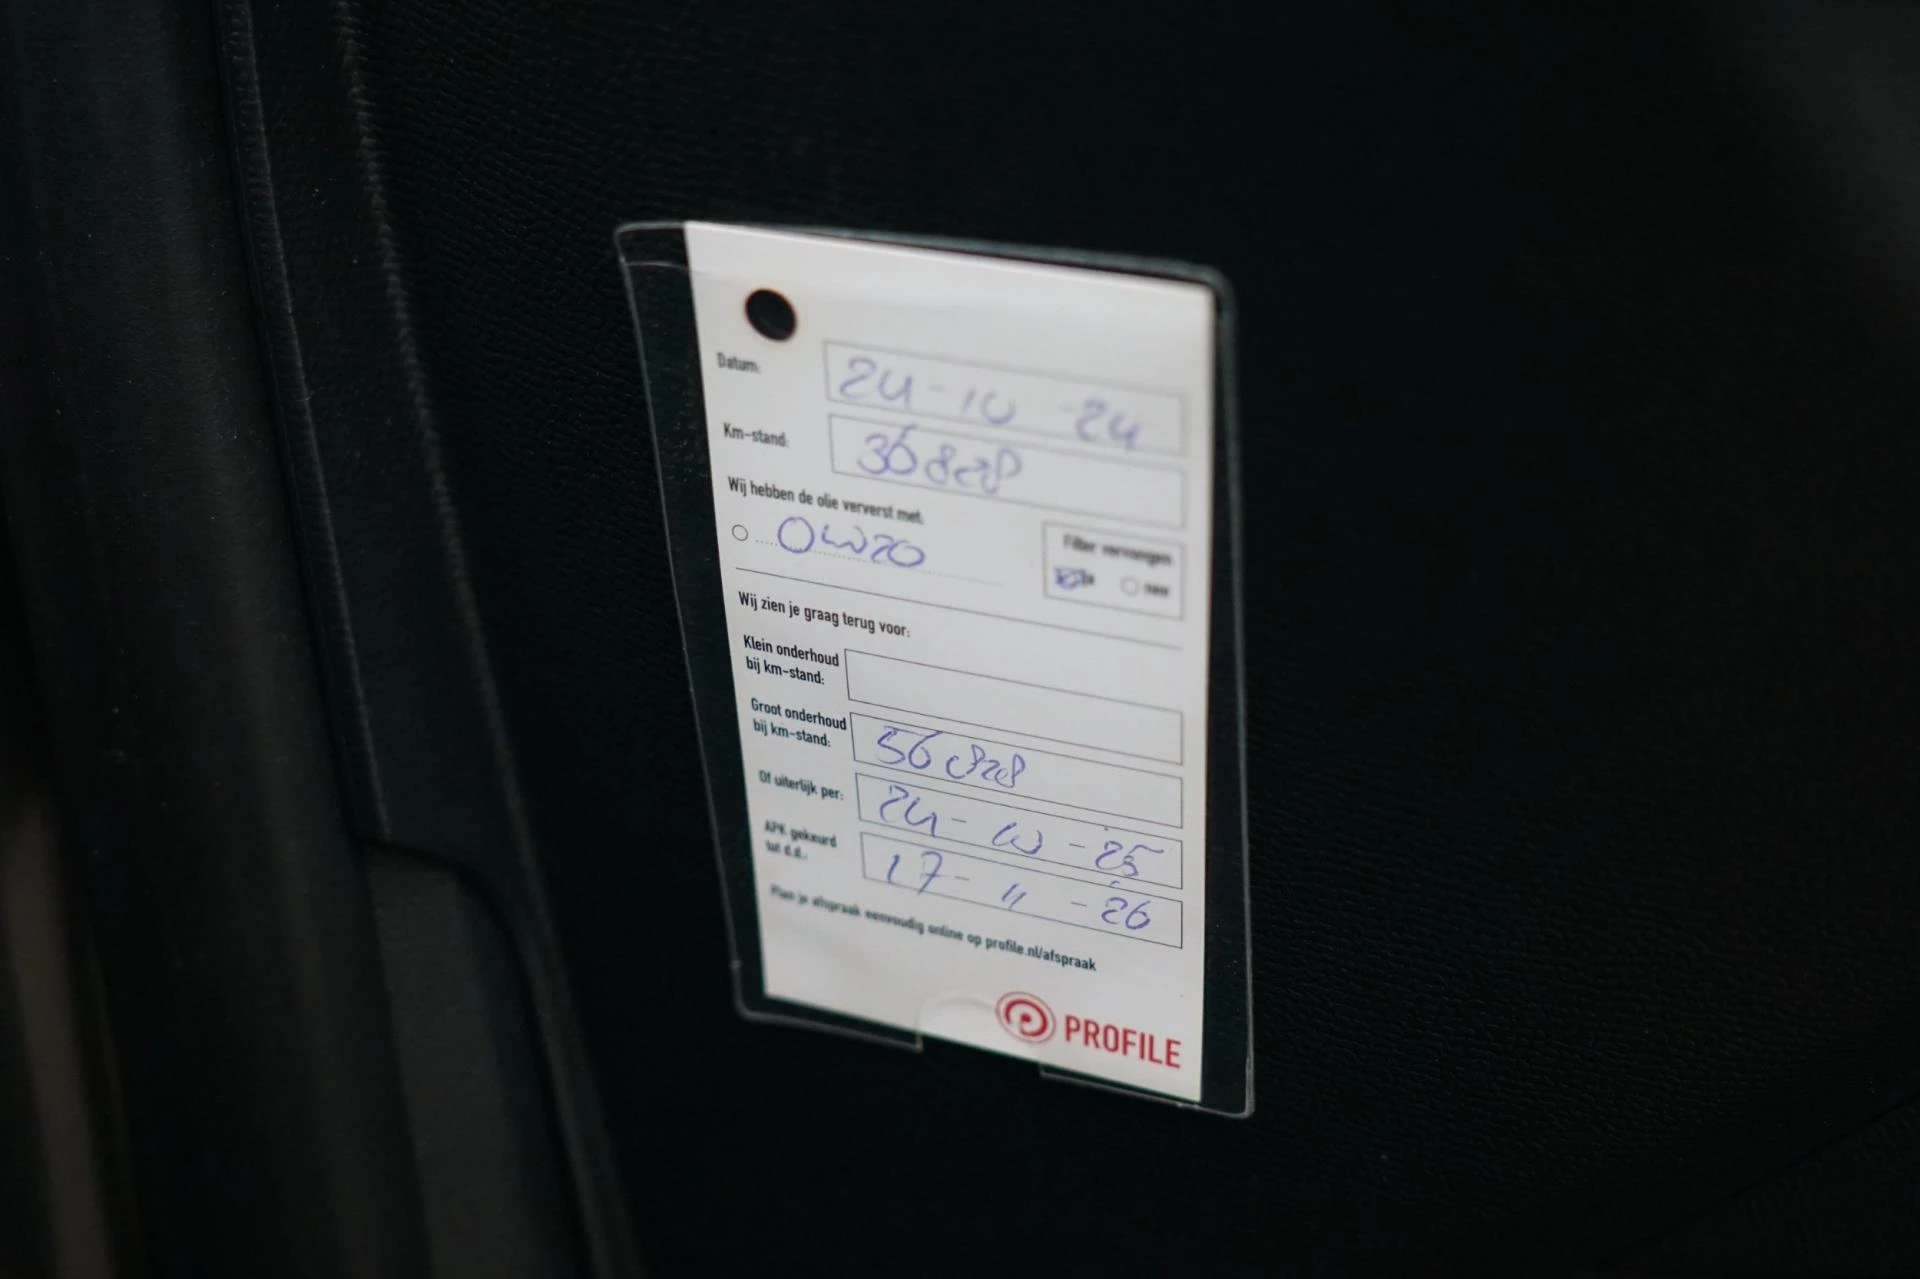 Datum: 24-10-24
Km-stand: 36828
Wij hebben de olie ververst met:
0W20
Filter vervangen
nee
Wij zien je graag terug voor:
Klein onderhoud
bij km-stand:
Groot onderhoud
bij km-stand: 56828
Of uiterlijk per: 24-10-25
APK gekeurd
tot d.d.: 17-11-26
Plan je afspraak eenvoudig online op profile.nl/afspraak
PROFILE